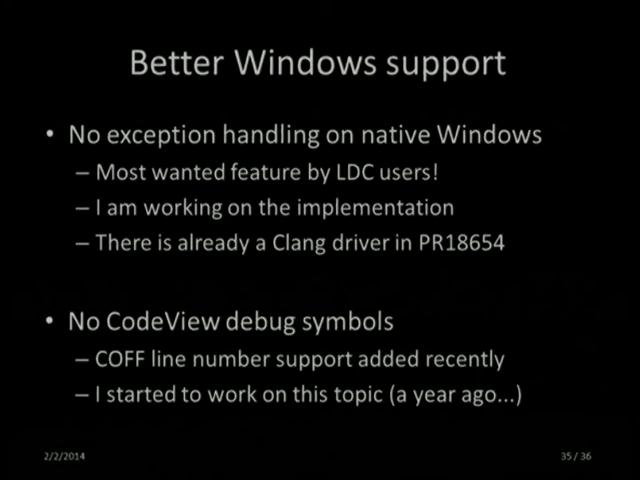 Better Windows support
• No exception handling on native Windows
– Most wanted feature by LDC users!
– I am working on the implementation
– There is already a Clang driver in PR18654
• No CodeView debug symbols
– COFF line number support added recently
– I started to work on this topic (a year ago...)
2/2/2014
35 / 36